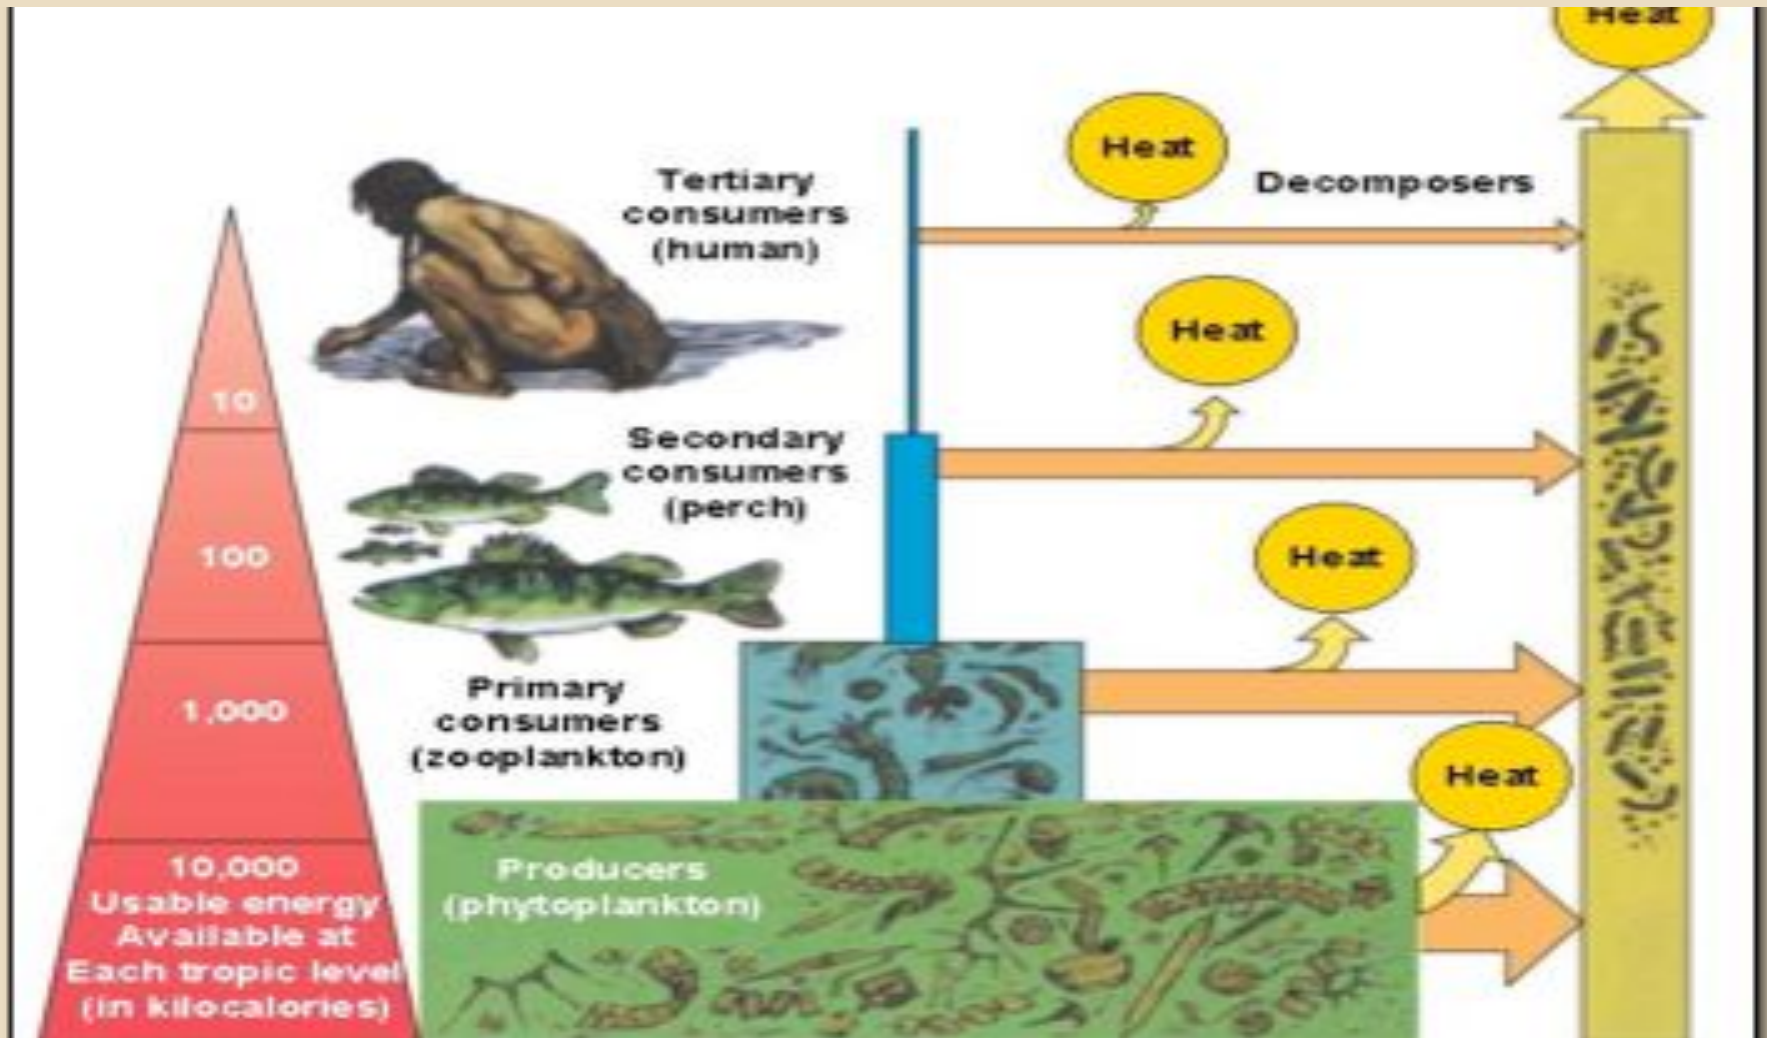 Heat
Heat
Decomposers
Tertiary
consumers
(human)
Heat
10
Secondary
consumers
(perch)
Heat
100
Primary
consumers
(zooplankton)
1,000
Heat
10,000
Usable energy
Available at
Each tropic level
(in kilocalories)
Producers
(phytoplankton)